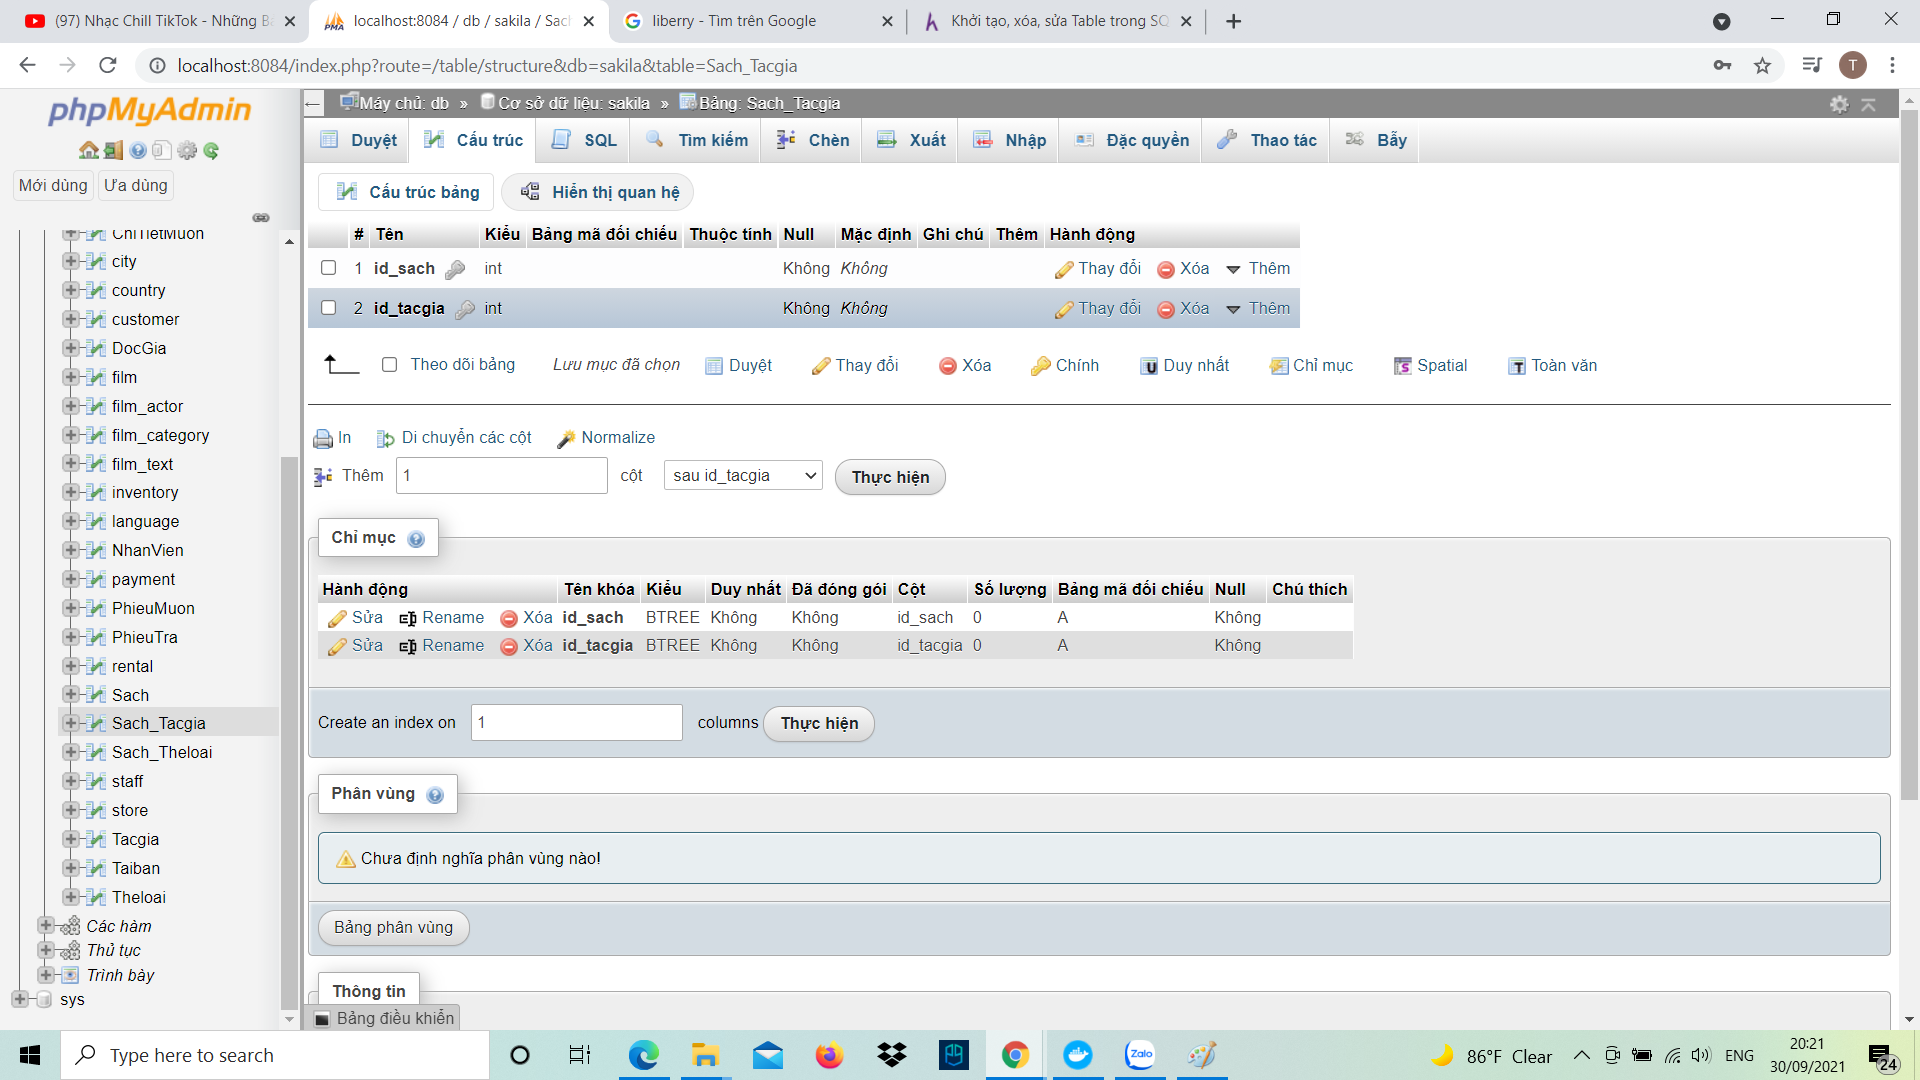 (97) Nhạc Chill TikTok - Những B
localhost:8084 / db / sakila / Sach
liberry - Tìm trên Google
Khởi tạo, xóa, sửa Table trong SQ
localhost:8084/index.php?route=/table/structure&db=sakila&table=Sach_Tacgia
T
phpMyAdmin
Mới dùng Ưa dùng
ChiTietMuon
city
country
customer
DocGia
film
film_actor
film_category
film_text
inventory
language
NhanVien
payment
PhieuMuon
PhieuTra
rental
Sach
Sach_Tacgia
Sach_Theloai
staff
store
Tacgia
Taiban
Theloai
Các hàm
Thủ tục
Trình bày
sys
Máy chủ: db » Cơ sở dữ liệu: sakila » Bảng: Sach_Tacgia
Duyệt Cấu trúc SQL Tìm kiếm Chèn Xuất Nhập Đặc quyền Thao tác Bẫy
Cấu trúc bảng Hiển thị quan hệ
# Tên Kiểu Bảng mã đối chiếu Thuộc tính Null Mặc định Ghi chú Thêm Hành động
1 id_sach int Không Không Thay đổi Xóa Thêm
2 id_tacgia int Không Không Thay đổi Xóa Thêm
Theo dõi bảng Lưu mục đã chọn Duyệt Thay đổi Xóa Chính Duy nhất Chỉ mục Spatial Toàn văn
In Di chuyển các cột Normalize
Thêm 1 cột sau id_tacgia Thực hiện
Chỉ mục
Hành động Tên khóa Kiểu Duy nhất Đã đóng gói Cột Số lượng Bảng mã đối chiếu Null Chú thích
Sửa Rename Xóa id_sach BTREE Không Không id_sach 0 A Không
Sửa Rename Xóa id_tacgia BTREE Không Không id_tacgia 0 A Không
Create an index on 1 columns Thực hiện
Phân vùng
Chưa định nghĩa phân vùng nào!
Bảng phân vùng
Thông tin
Bảng điều khiển
Type here to search
Zalo
86°F Clear
ENG
20:21
30/09/2021
24